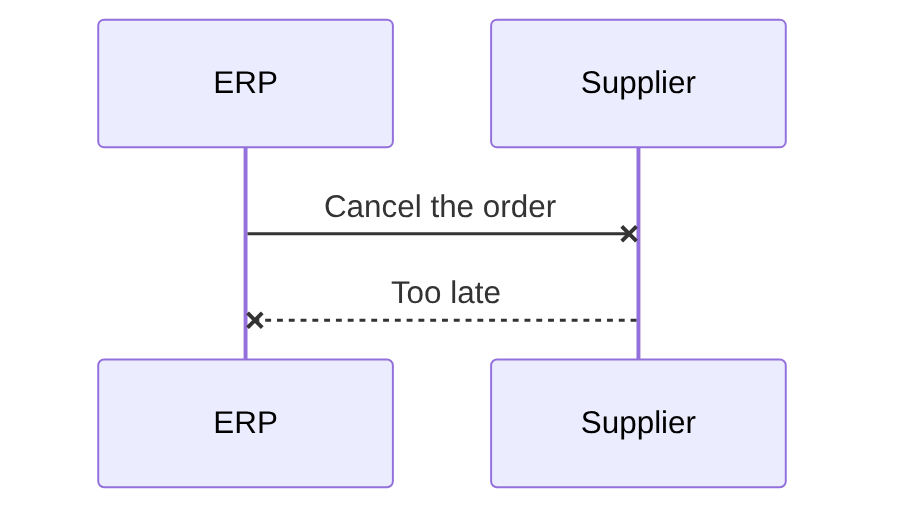 ERP
Supplier
Cancel the order
Too late
ERP
Supplier